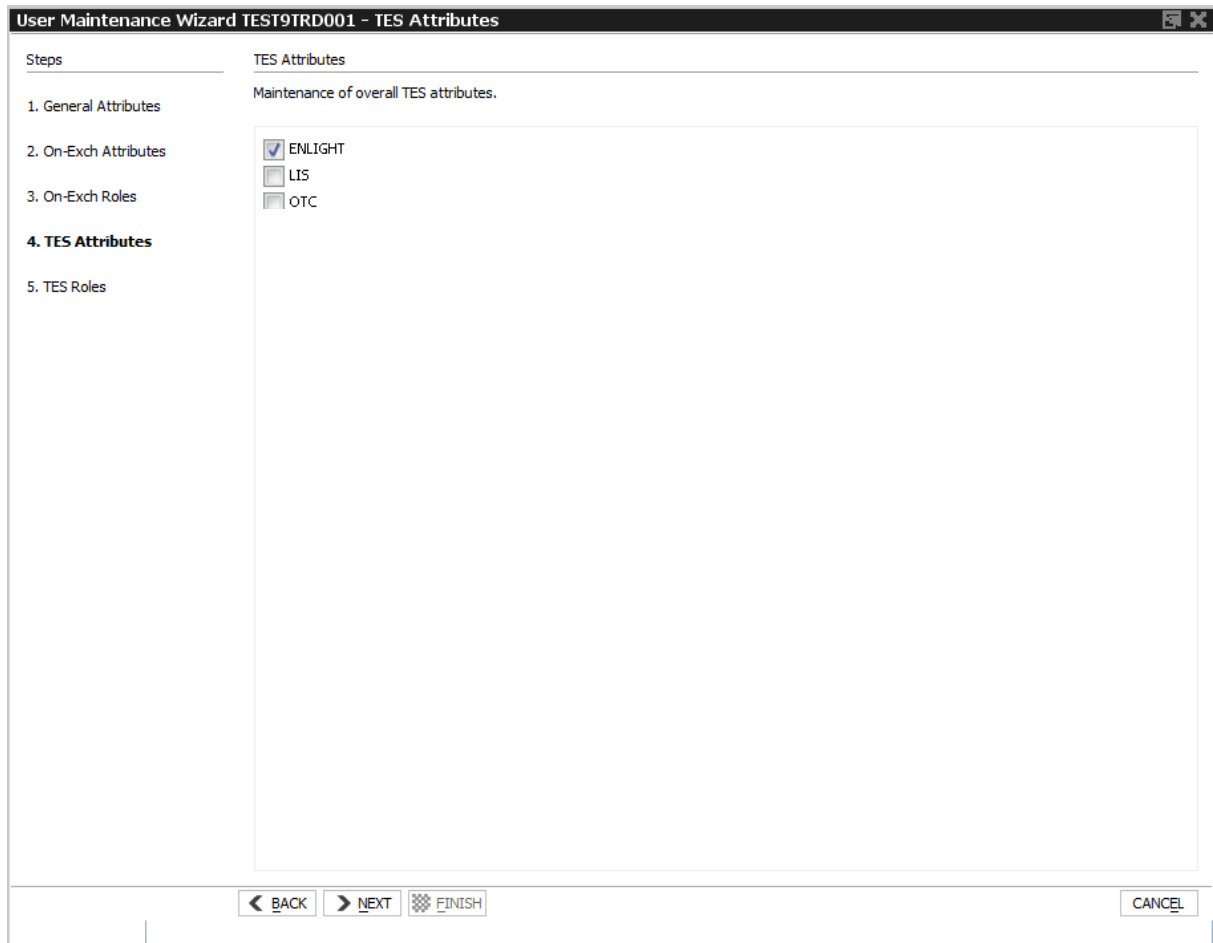 User Maintenance Wizard TEST9TRD001 - TES Attributes
Steps
1. General Attributes
2. On-Exch Attributes
3. On-Exch Roles
4. TES Attributes
5. TES Roles
TES Attributes
Maintenance of overall TES attributes.
ENLIGHT
LIS
OTC
BACK
NEXT
FINISH
CANCEL